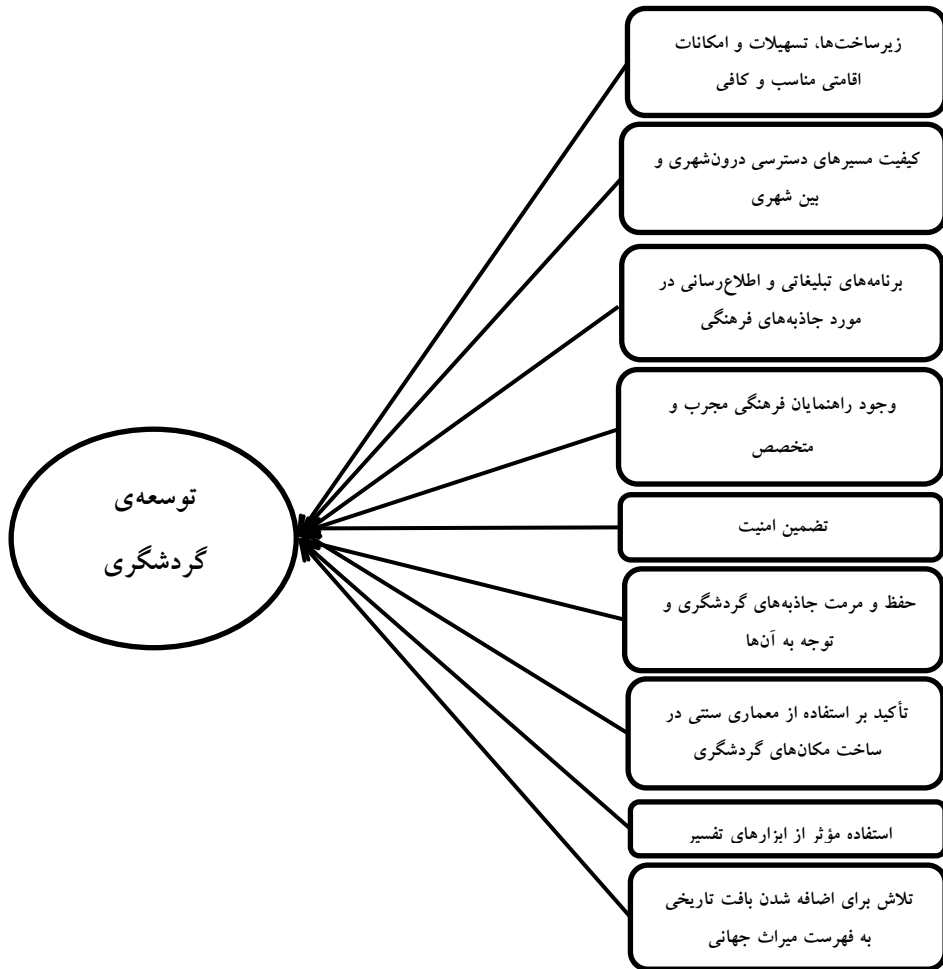 زیرساخت‌ها، تسهیلات و امکانات
اقامتی مناسب و کافی
کیفیت مسیرهای دسترسی درون‌شهری و
بین شهری
برنامه‌های تبلیغاتی و اطلاع‌رسانی در
مورد جاذبه‌های فرهنگی
وجود راهنمایان فرهنگی مجرب و
متخصص
تضمین امنیت
حفظ و مرمت جاذبه‌های گردشگری و
توجه به آن‌ها
تأکید بر استفاده از معماری سنتی در
ساخت مکان‌های گردشگری
استفاده مؤثر از ابزارهای تفسیر
تلاش برای اضافه شدن بافت تاریخی
به فهرست میراث جهانی
توسعه‌ی
گردشگری